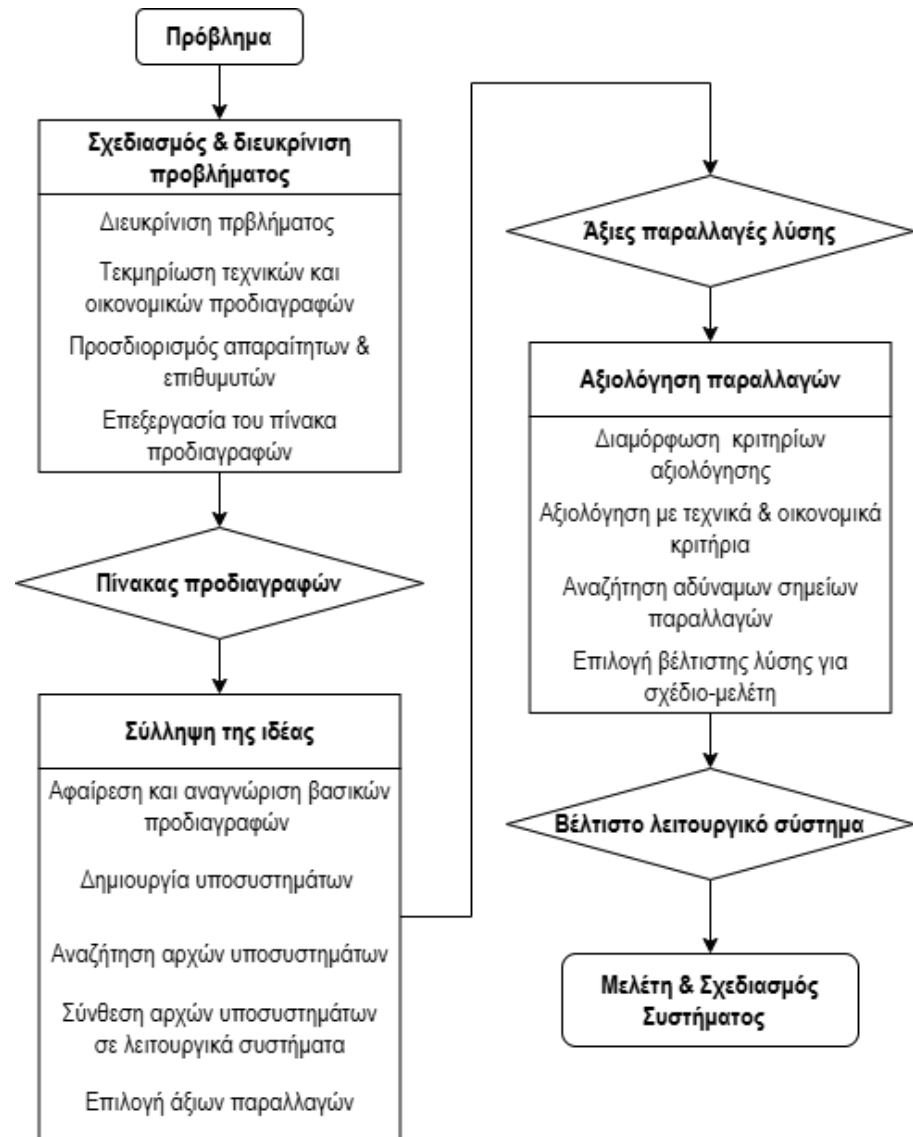 Πρόβλημα
Σχεδιασμός & διευκρίνιση
προβλήματος
Διευκρίνιση πρβλήματος
Τεκμηρίωση τεχνικών και
οικονομικών προδιαγραφών
Προσδιορισμός απαραίτητων &
επιθυμυτών
Επεξεργασία του πίνακα
προδιαγραφών
Πίνακας προδιαγραφών
Σύλληψη της ιδέας
Αφαίρεση και αναγνώριση βασικών
προδιαγραφών
Δημιουργία υποσυστημάτων
Αναζήτηση αρχών υποσυστημάτων
Σύνθεση αρχών υποσυστημάτων
σε λειτουργικά συστήματα
Επιλογή άξιων παραλλαγών
Άξιες παραλλαγές λύσης
Αξιολόγηση παραλλαγών
Διαμόρφωση κριτηρίων
αξιολόγησης
Αξιολόγηση με τεχνικά & οικονομικά
κριτήρια
Αναζήτηση αδύναμων σημείων
παραλλαγών
Επιλογή βέλτιστης λύσης για
σχέδιο-μελέτη
Βέλτιστο λειτουργικό σύστημα
Μελέτη & Σχεδιασμός
Συστήματος